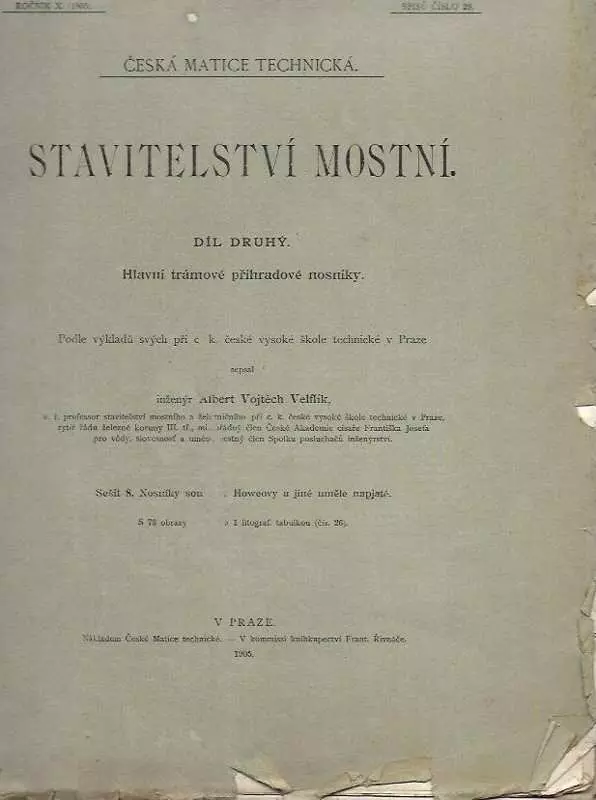 ROČNÍK X. 1905.
SPISŮ ČÍSLO 28.
ČESKÁ MATICE TECHNICKÁ.
STAVITELSTVÍ MOSTNÍ.
DÍL DRUHÝ.
Hlavní trámové příhradové nosníky.
Podle výkladů svých při c k. české vysoké škole technické v Praze
sepsal
inženýr Albert Vojtěch Velflík,
professor stavitelství mostního a při c. k. české vysoké škole technické v Praze,
rytíř řádu železné koruny III. tř., člen České Akademie císaře Františka Josefa
pro vědy, slovesnost a člen Spolku posluchačů inženýrství.
Sešit 8. Nosníky Howeovy a jiné uměle napjaté.
S 78 obrazy 1 litograf. tabulkou (čís. 26).
V PRAZE.
Nákladem České Matice technické. — V kommissi knihkupectví Frant. Řivnáče.
1905.